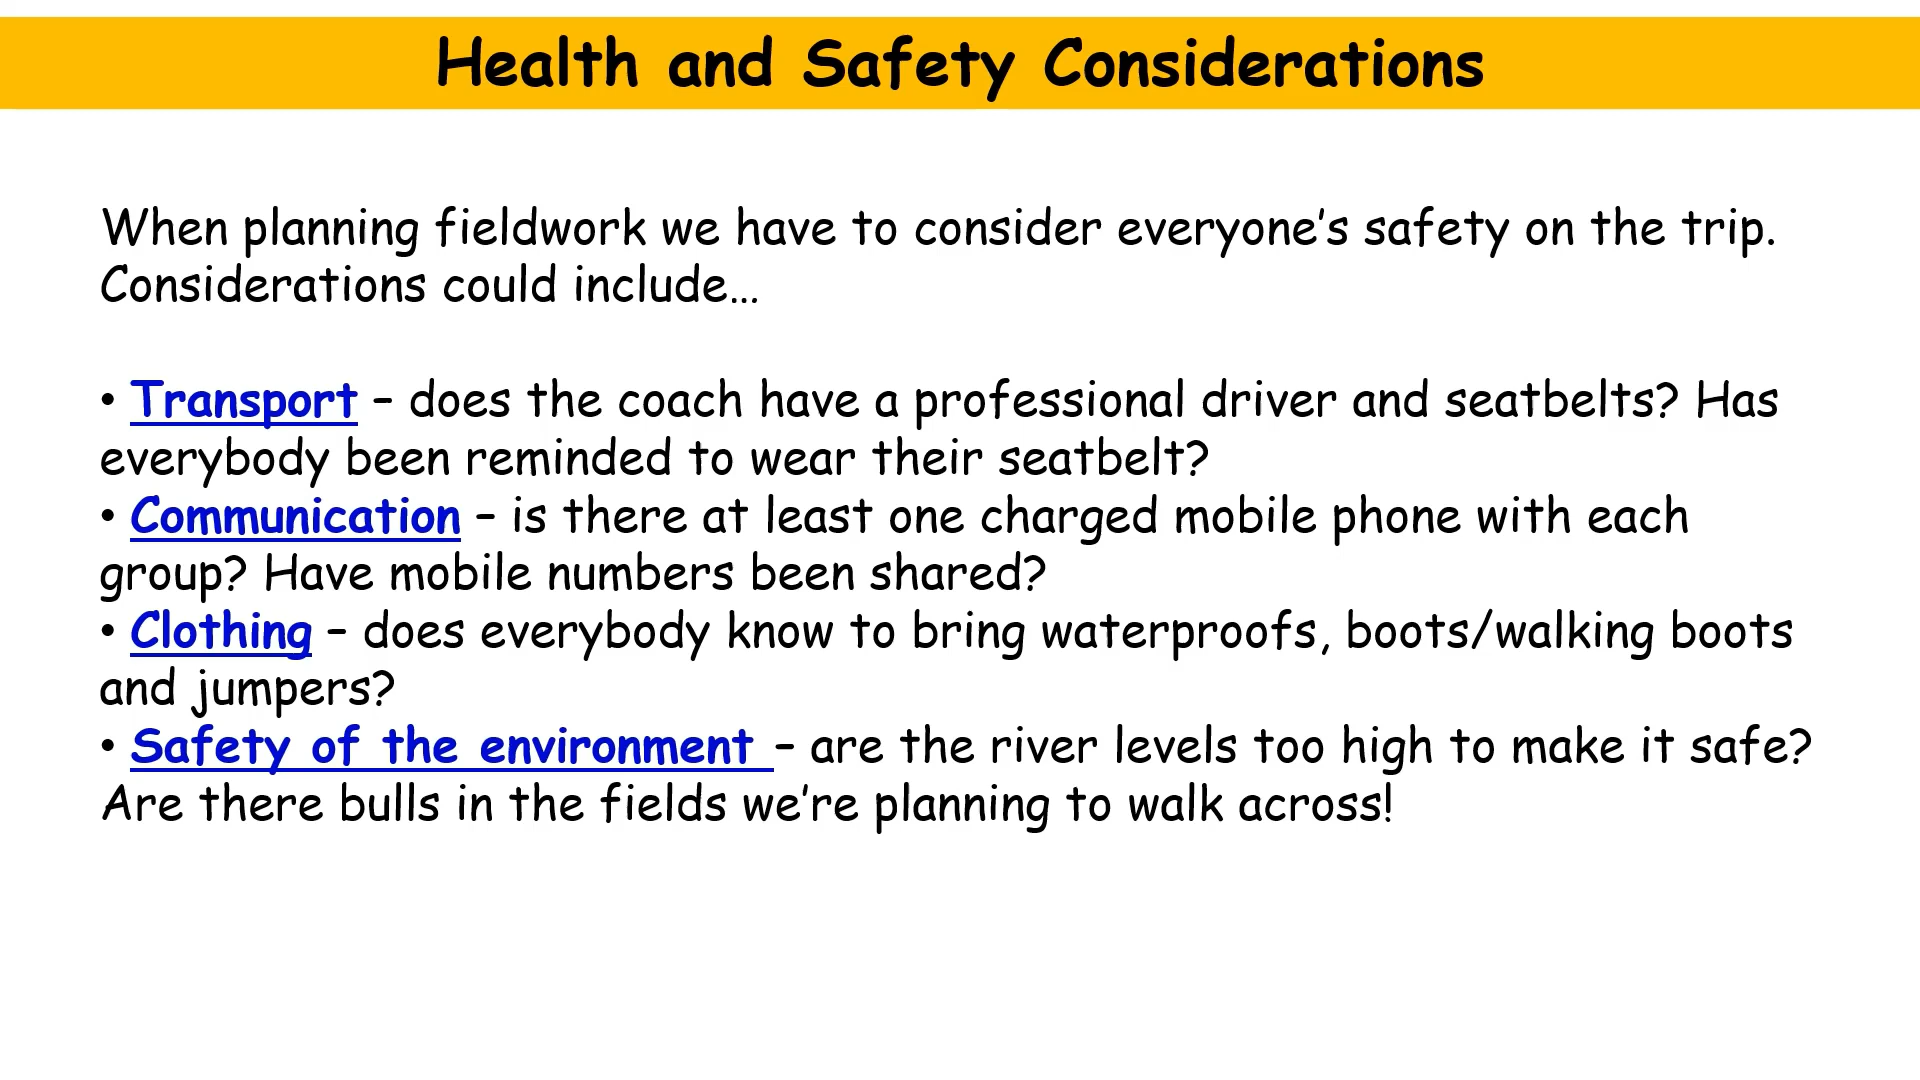 Health and Safety Considerations
When planning fieldwork we have to consider everyone’s safety on the trip.
Considerations could include…
• Transport – does the coach have a professional driver and seatbelts? Has
everybody been reminded to wear their seatbelt?
• Communication – is there at least one charged mobile phone with each
group? Have mobile numbers been shared?
• Clothing – does everybody know to bring waterproofs, boots/walking boots
and jumpers?
• Safety of the environment – are the river levels too high to make it safe?
Are there bulls in the fields we’re planning to walk across!